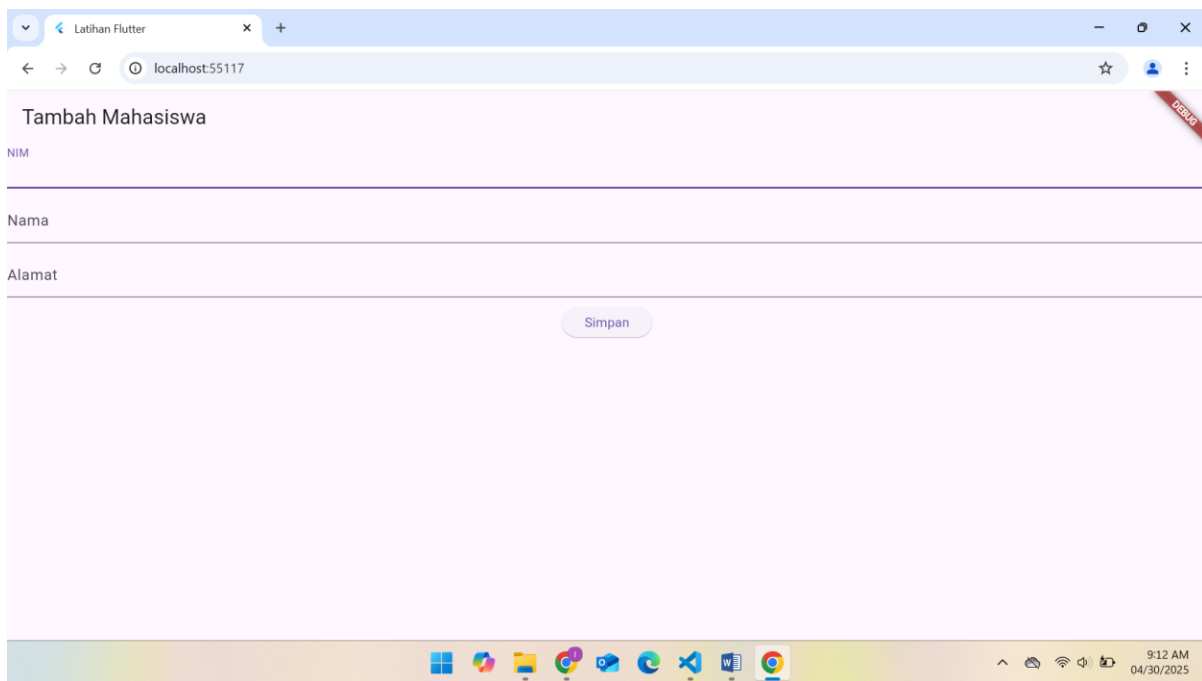 Latihan Flutter
localhost:55117
Tambah Mahasiswa
DEBUG
NIM
Nama
Alamat
Simpan
9:12 AM
04/30/2025